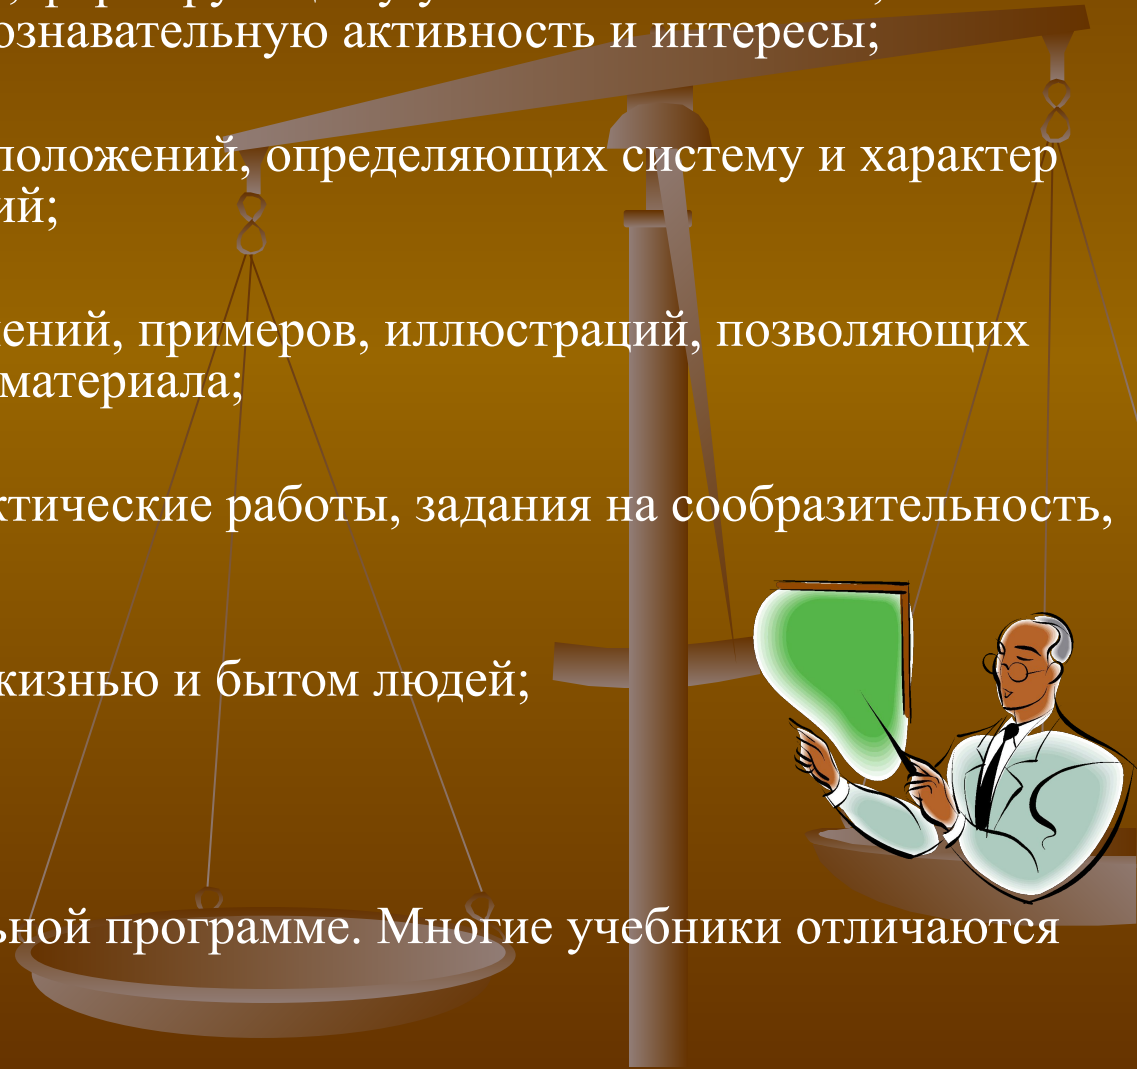 ознавательную активность и интересы;
положений, определяющих систему и характер
ий;
ений, примеров, иллюстраций, позволяющих
материала;
ктические работы, задания на сообразительность,
жизнью и бытом людей;
ьной программе. Многие учебники отличаются